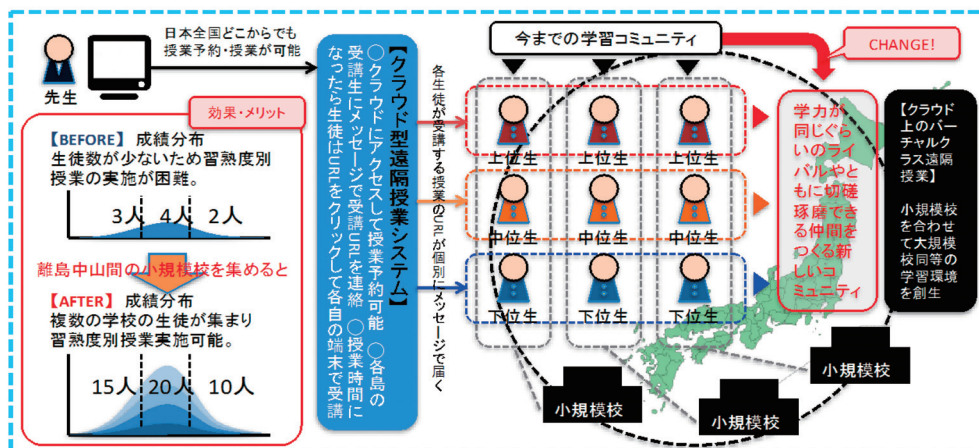 日本全国どこからでも
授業予約・授業が可能
先生
効果・メリット
【BEFORE】成績分布
生徒数が少ないため習熟度別
授業の実施が困難。
3人 4人 2人
離島中山間の小規模校を集めると
【AFTER】成績分布
複数の学校の生徒が集まり
習熟度別授業実施可能。
15人 20人 10人
【クラウド型遠隔授業システム】
○クラウドにアクセスして授業予約可能 ○各島の
受講生にメッセージで受講URLを連絡 ○授業時間に
なったら生徒はURLをクリックして各自の端末で受講
各生徒が受講する授業のURLが個別にメッセージで届く
今までの学習コミュニティ
CHANGE!
上位生 上位生 上位生
中位生 中位生 中位生
下位生 下位生 下位生
学力が
同じぐら
いのライ
バルやと
もに切磋
琢磨でき
る仲間を
つくる新
しいコ
ミュニティ
【クラウド
上のバー
チャルク
ラス遠隔
授業】
小規模校
を合わせ
て大規模
校同等の
学習環境
を創生
小規模校
小規模校
小規模校